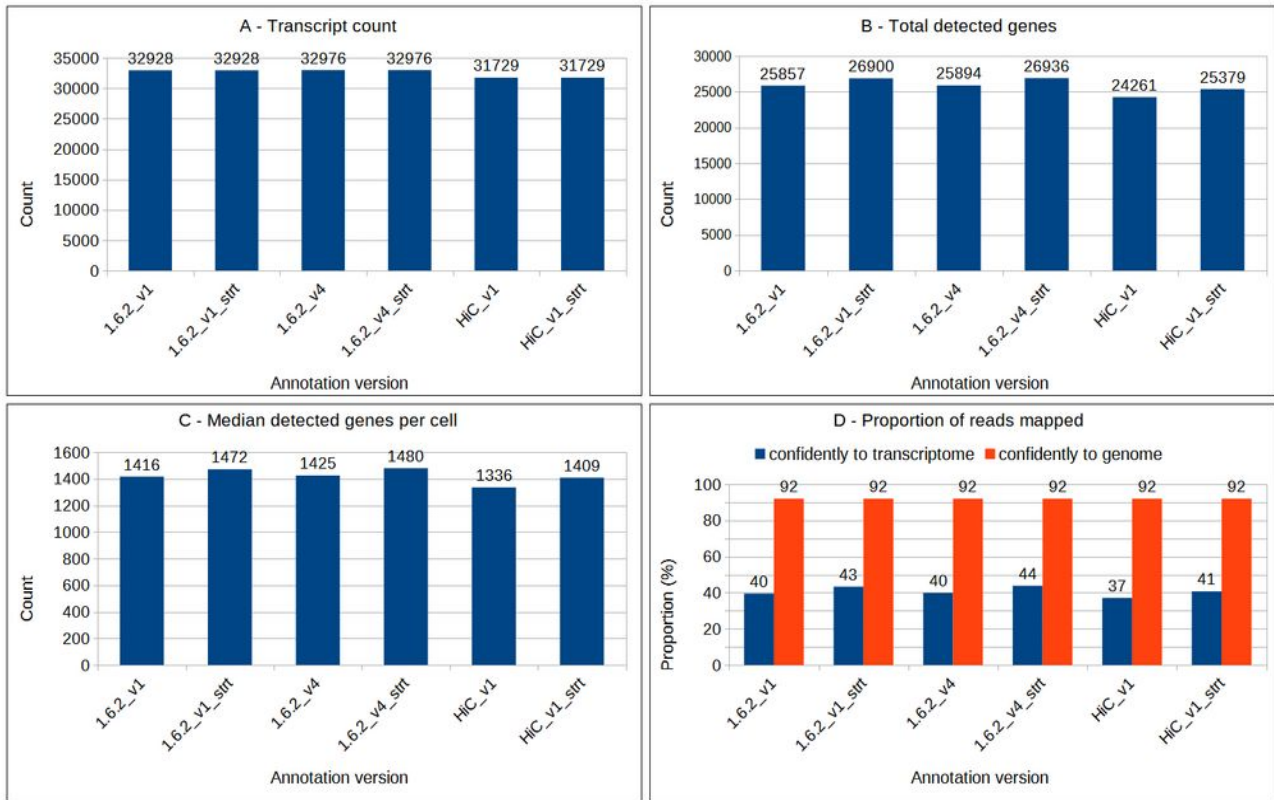 A - Transcript count
35000
30000
25000
20000
15000
10000
5000
0
Count
32928 32928 32976 32976 31729 31729
1.6.2_v1 1.6.2_v1_strt 1.6.2_v4 1.6.2_v4_strt HiC_v1 HiC_v1_strt
Annotation version
B - Total detected genes
30000
25000
20000
15000
10000
5000
0
Count
25857 26900 25894 26936 24261 25379
1.6.2_v1 1.6.2_v1_strt 1.6.2_v4 1.6.2_v4_strt HiC_v1 HiC_v1_strt
Annotation version
C - Median detected genes per cell
1600
1400
1200
1000
800
600
400
200
0
Count
1416 1472 1425 1480 1336 1409
1.6.2_v1 1.6.2_v1_strt 1.6.2_v4 1.6.2_v4_strt HiC_v1 HiC_v1_strt
Annotation version
D - Proportion of reads mapped
confidently to transcriptome confidently to genome
100
80
60
40
20
0
Proportion (%)
40 92 43 92 40 92 44 92 37 92 41 92
1.6.2_v1 1.6.2_v1_strt 1.6.2_v4 1.6.2_v4_strt HiC_v1 HiC_v1_strt
Annotation version